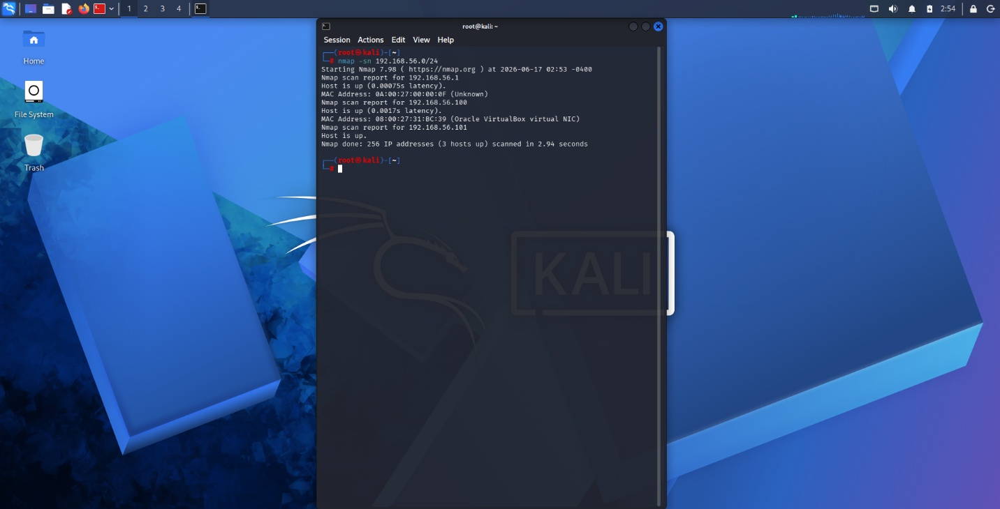 1 2 3 4
2:54
Home
File System
Trash
root@kali: ~
Session Actions Edit View Help
┌──(root㉿kali)-[~]
└─# nmap -sn 192.168.56.0/24
Starting Nmap 7.98 ( https://nmap.org ) at 2026-06-17 02:53 -0400
Nmap scan report for 192.168.56.1
Host is up (0.00075s latency).
MAC Address: 0A:00:27:00:00:0F (Unknown)
Nmap scan report for 192.168.56.100
Host is up (0.0017s latency).
MAC Address: 08:00:27:31:BC:39 (Oracle VirtualBox virtual NIC)
Nmap scan report for 192.168.56.101
Host is up.
Nmap done: 256 IP addresses (3 hosts up) scanned in 2.94 seconds
┌──(root㉿kali)-[~]
└─#
KALI